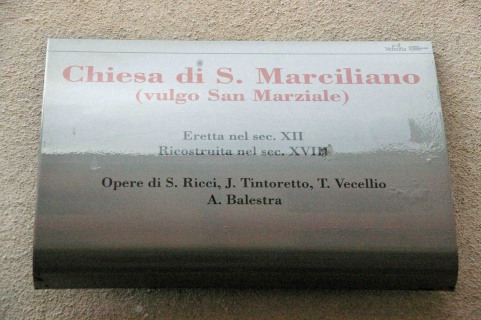 Chiesa di S. Marciliano
(vulgo San Marziale)
Eretta nel sec. XII
Ricostruita nel sec. XVIII
Opere di S. Ricci, J. Tintoretto, T. Vecellio
A. Balestra